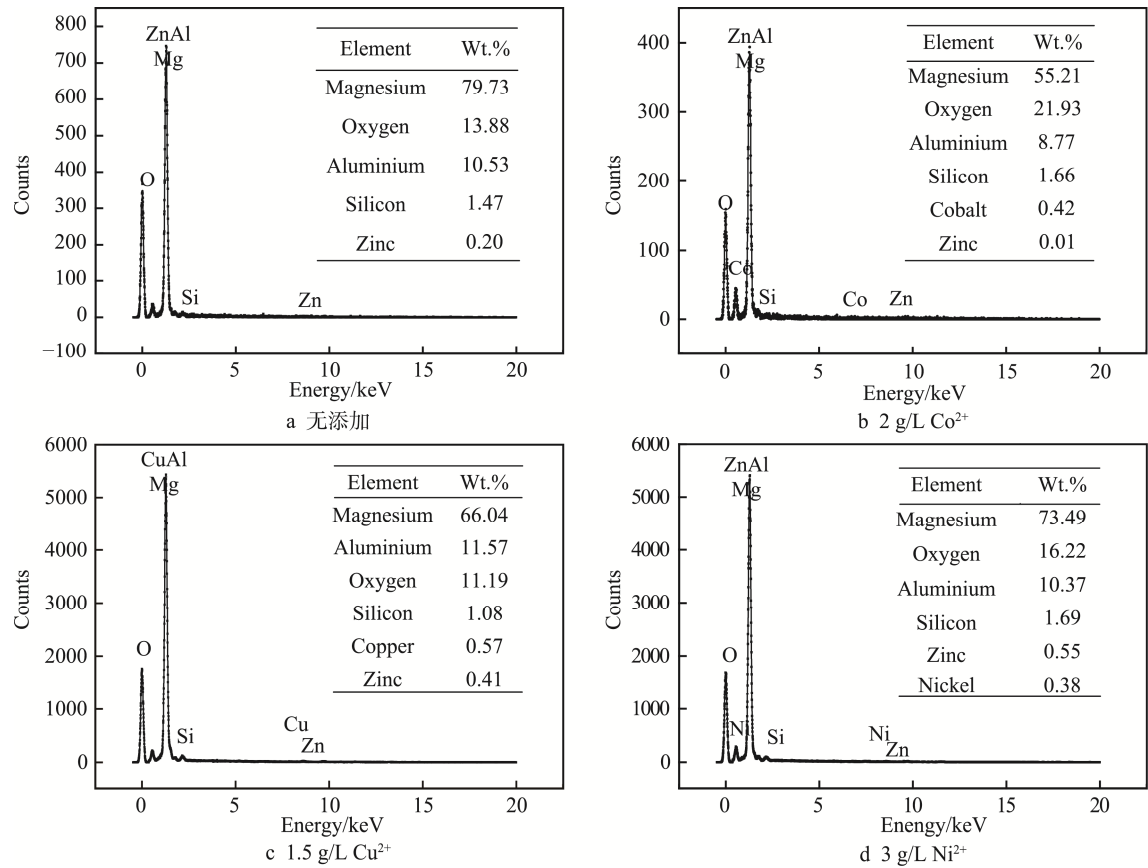 800
700
600
500
400
300
200
100
0
−100
Counts
ZnAl
Mg
O
Si
Zn
Element Wt.%
Magnesium 79.73
Oxygen 13.88
Aluminium 10.53
Silicon 1.47
Zinc 0.20
0 5 10 15 20
Energy/keV
a 无添加
400
300
200
100
0
Counts
ZnAl
Mg
O
Co
Si
Co
Zn
Element Wt.%
Magnesium 55.21
Oxygen 21.93
Aluminium 8.77
Silicon 1.66
Cobalt 0.42
Zinc 0.01
0 5 10 15 20
Energy/keV
b 2 g/L Co²⁺
6000
5000
4000
3000
2000
1000
0
Counts
CuAl
Mg
O
Si
Cu
Zn
Element Wt.%
Magnesium 66.04
Aluminium 11.57
Oxygen 11.19
Silicon 1.08
Copper 0.57
Zinc 0.41
0 5 10 15 20
Energy/keV
c 1.5 g/L Cu²⁺
6000
5000
4000
3000
2000
1000
0
Counts
ZnAl
Mg
O
Ni
Si
Ni
Zn
Element Wt.%
Magnesium 73.49
Oxygen 16.22
Aluminium 10.37
Silicon 1.69
Zinc 0.55
Nickel 0.38
0 5 10 15 20
Energy/keV
d 3 g/L Ni²⁺